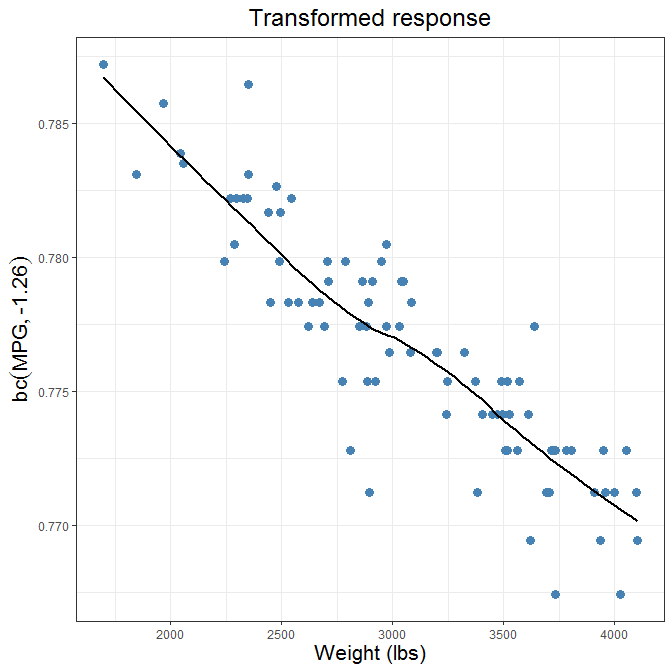 Transformed response
bc(MPG, -1.26)
0.785
0.780
0.775
0.770
2000 2500 3000 3500 4000
Weight (lbs)